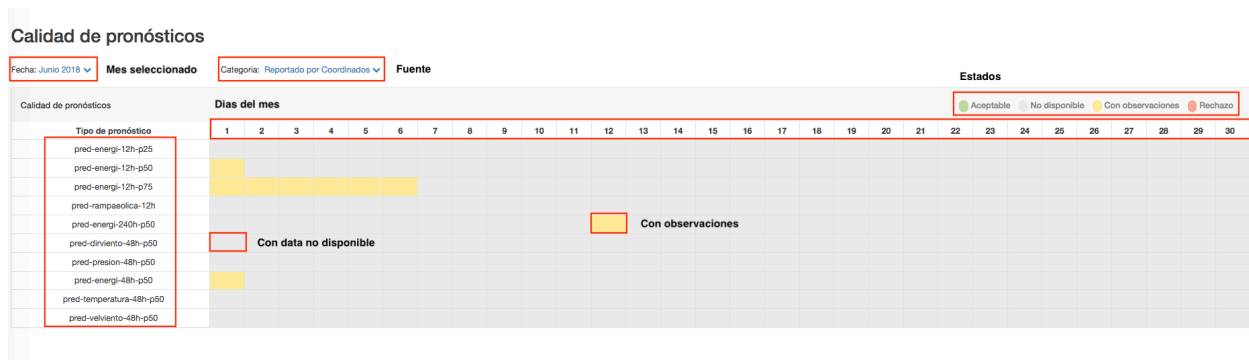 Calidad de pronósticos
Fecha: Junio 2018 Mes seleccionado Categoria: Reportado por Coordinados Fuente
Estados
Calidad de pronósticos Dias del mes Aceptable No disponible Con observaciones Rechazo
Tipo de pronóstico 1 2 3 4 5 6 7 8 9 10 11 12 13 14 15 16 17 18 19 20 21 22 23 24 25 26 27 28 29 30
pred-energi-12h-p25
pred-energi-12h-p50
pred-energi-12h-p75
pred-rampaeolica-12h
pred-energi-240h-p50 Con observaciones
pred-dirviento-48h-p50 Con data no disponible
pred-presion-48h-p50
pred-energi-48h-p50
pred-temperatura-48h-p50
pred-velviento-48h-p50